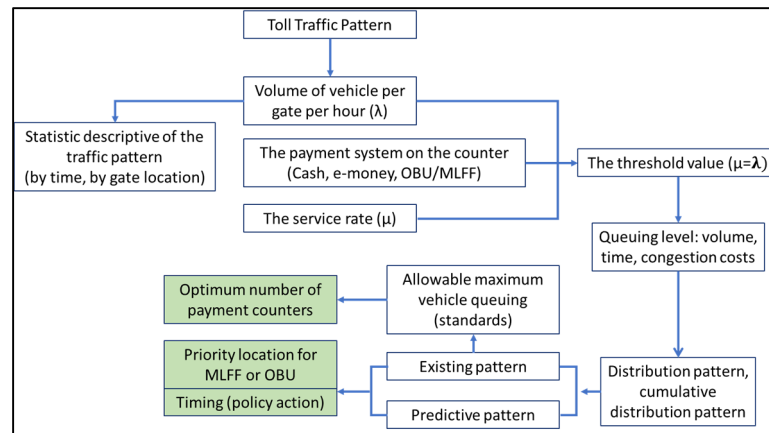 Toll Traffic Pattern
Volume of vehicle per
gate per hour (λ)
Statistic descriptive of the
traffic pattern
(by time, by gate location)
The payment system on the counter
(Cash, e-money, OBU/MLFF)
The threshold value (μ=λ)
The service rate (μ)
Queuing level: volume,
time, congestion costs
Allowable maximum
vehicle queuing
(standards)
Optimum number of
payment counters
Priority location for
MLFF or OBU
Timing (policy action)
Existing pattern
Predictive pattern
Distribution pattern,
cumulative
distribution pattern